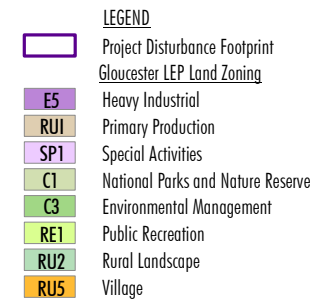 LEGEND
Project Disturbance Footprint
Gloucester LEP Land Zoning
E5 Heavy Industrial
RU1 Primary Production
SP1 Special Activities
C1 National Parks and Nature Reserve
C3 Environmental Management
RE1 Public Recreation
RU2 Rural Landscape
RU5 Village